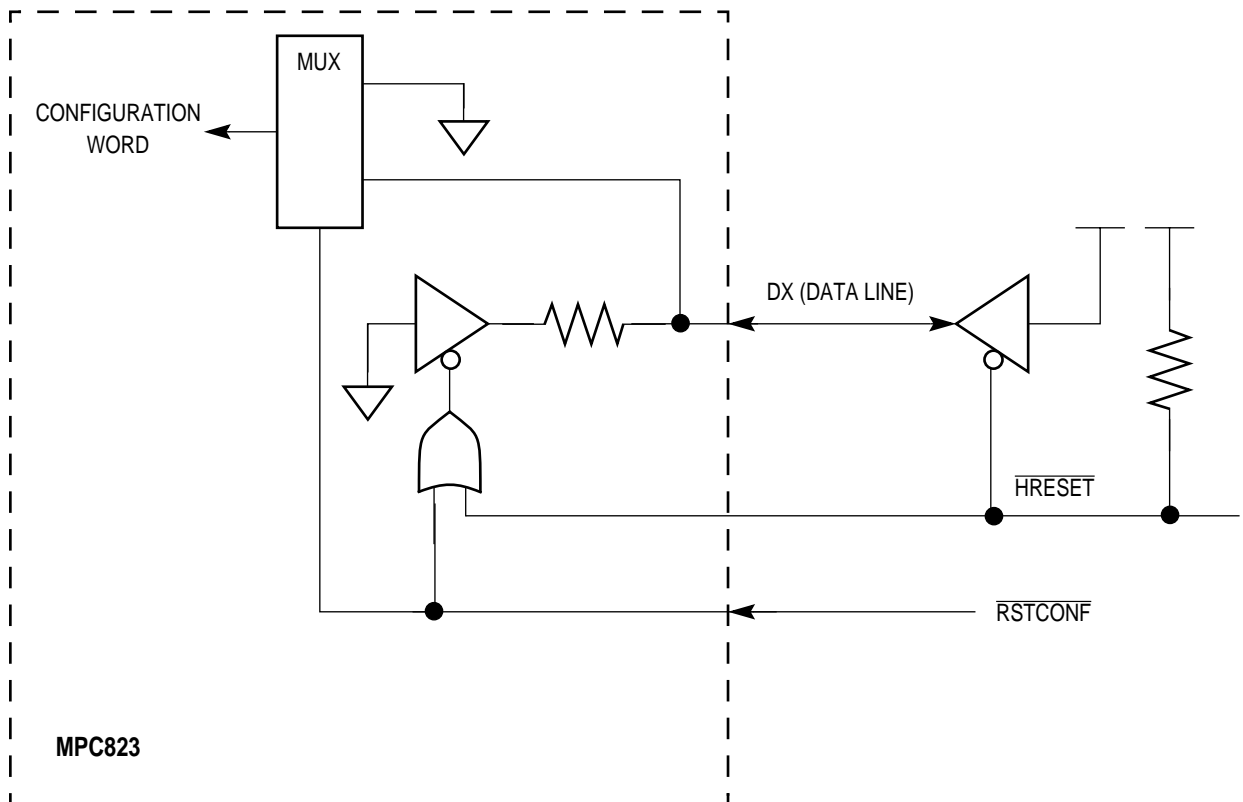 MUX
CONFIGURATION
WORD
DX (DATA LINE)
HRESET
RSTCONF
MPC823